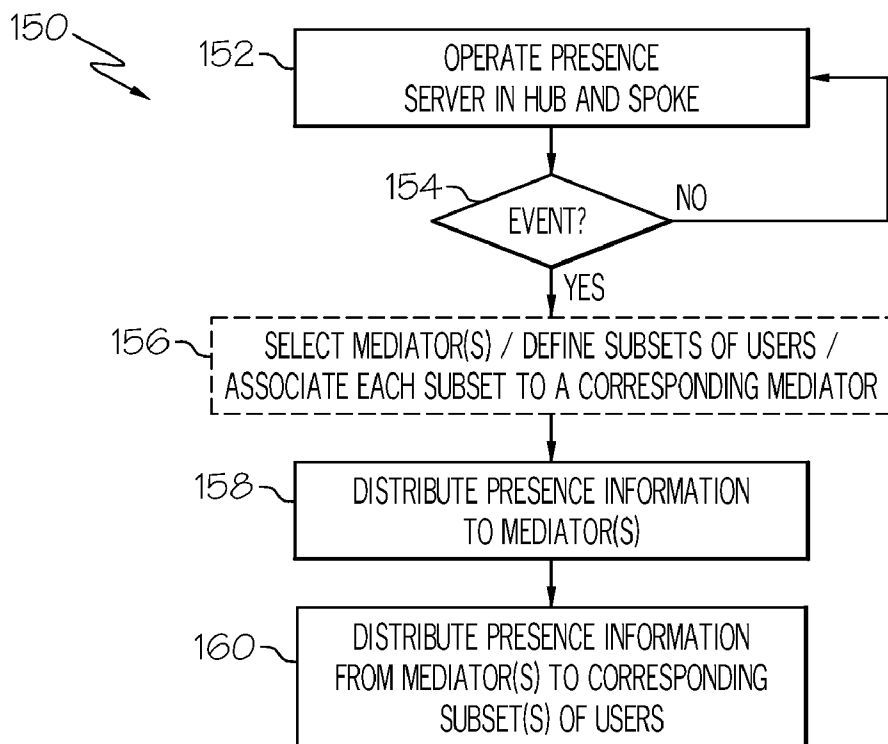 150
152
OPERATE PRESENCE
SERVER IN HUB AND SPOKE
154
EVENT?
NO
YES
156
SELECT MEDIATOR(S) / DEFINE SUBSETS OF USERS /
ASSOCIATE EACH SUBSET TO A CORRESPONDING MEDIATOR
158
DISTRIBUTE PRESENCE INFORMATION
TO MEDIATOR(S)
160
DISTRIBUTE PRESENCE INFORMATION
FROM MEDIATOR(S) TO CORRESPONDING
SUBSET(S) OF USERS